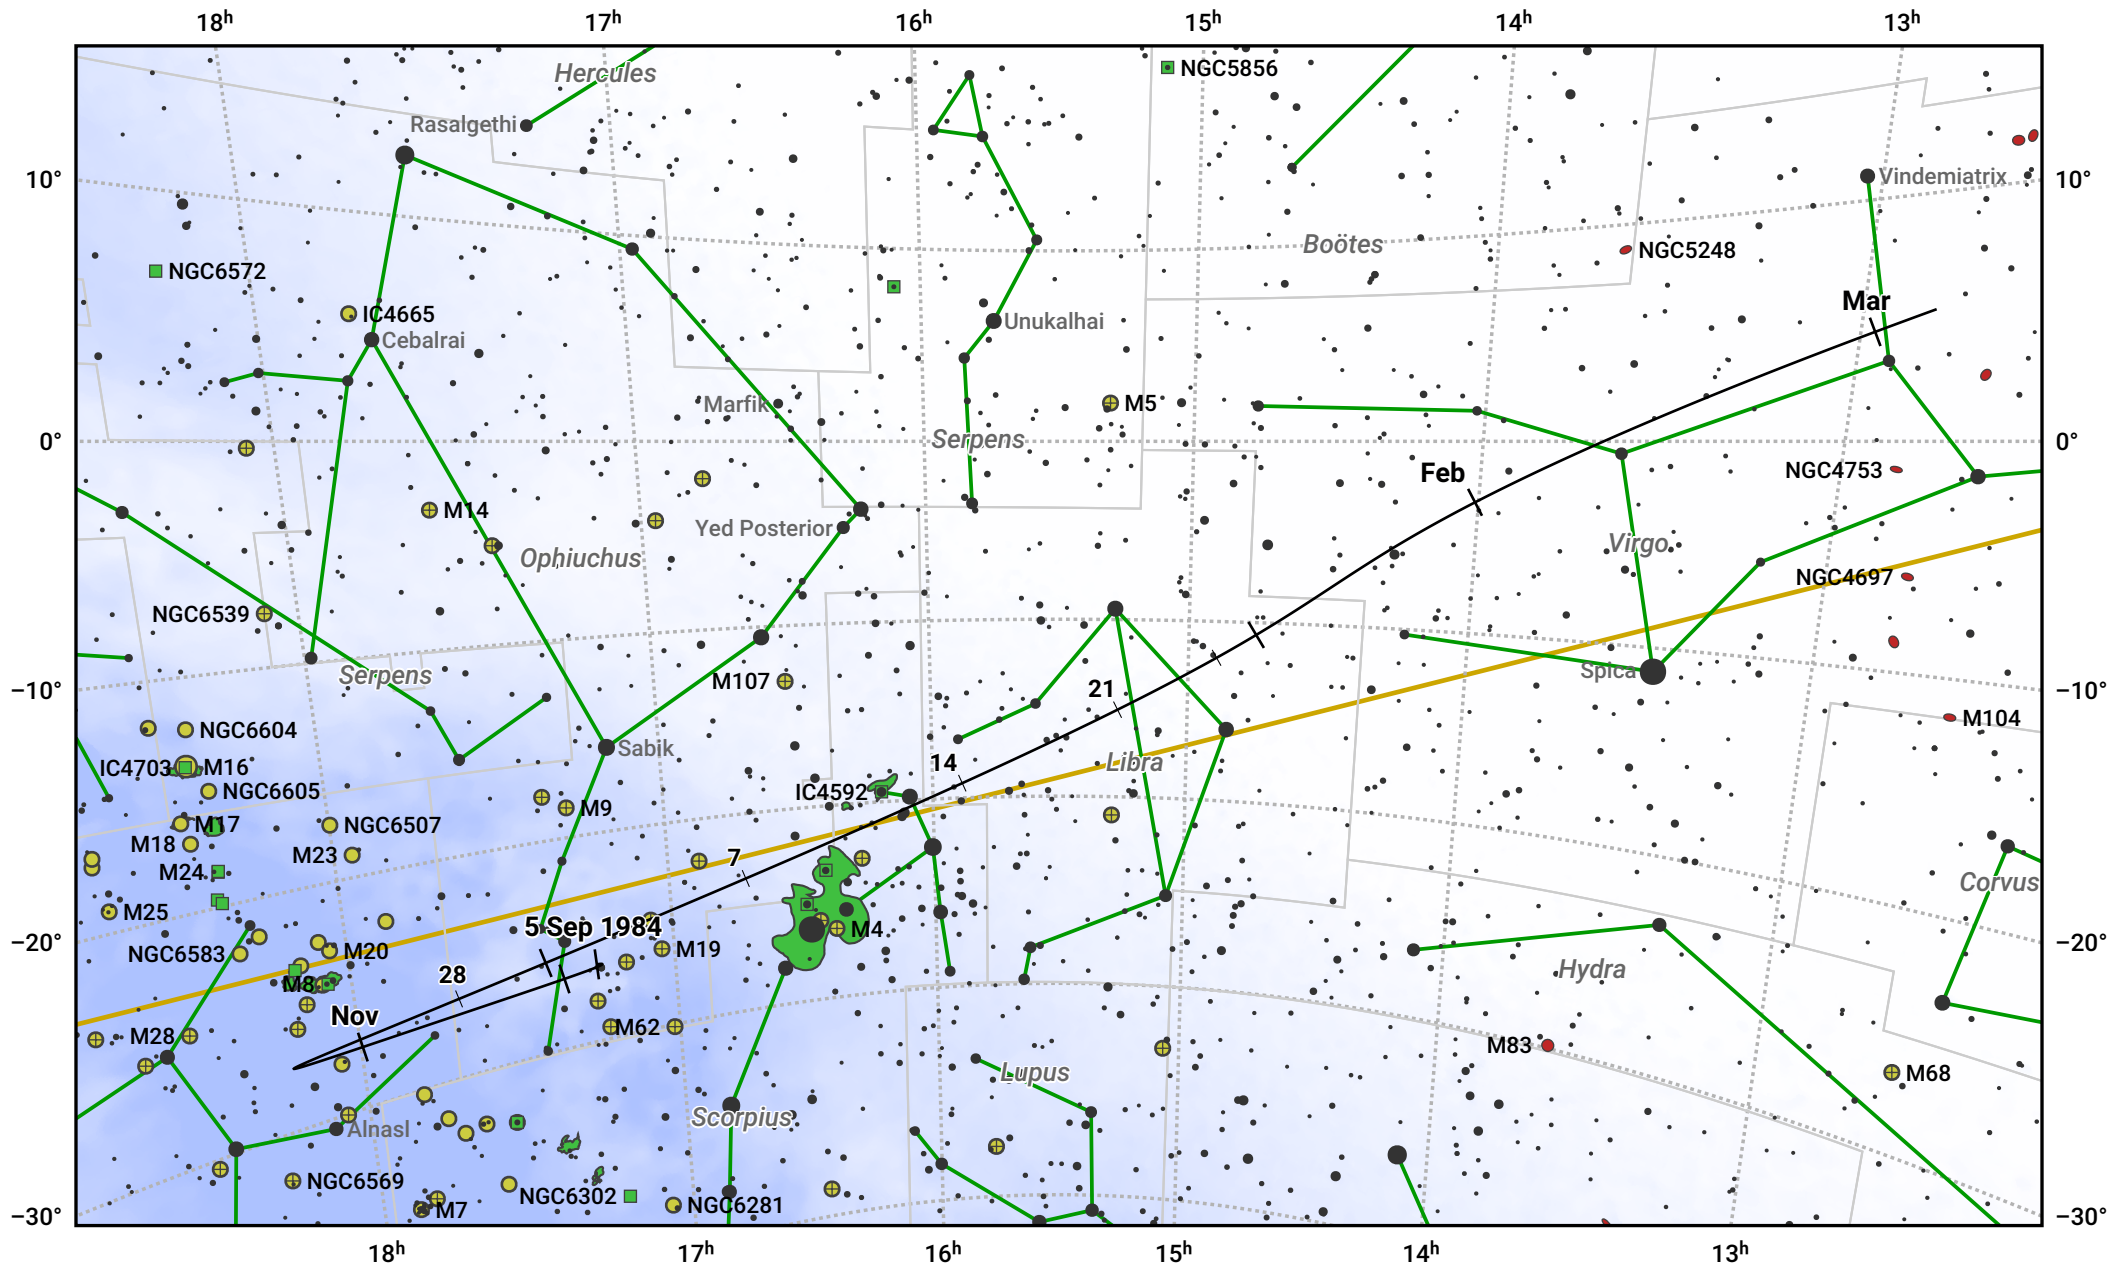 18h 17h 16h 15h 14h 13h
Hercules
NGC5856
Rasalgethi
10°
Vindemiatrix
10°
Boötes
NGC5248
NGC6572
IC4665
Mar
Unukalhai
Cebalrai
Marfik
M5
0°
Serpens
0°
Feb
NGC4753
M14
Yed Posterior
Ophiuchus
Virgo
NGC4697
NGC6539
Serpens
M107
Spica
−10°
21
−10°
M104
NGC6604
Sabik
14
Libra
IC4703
M16
NGC6605
IC4592
M9
M17
NGC6507
M18
M23
7
M24
Corvus
M25
5 Sep 1984
M4
−20°
NGC6583
M20
M19
−20°
28
Hydra
M8
Nov
M28
M62
M83
Lupus
M68
Alnasl
Scorpius
NGC6569
NGC6302
M7
NGC6281
−30°
−30°
18h 17h 16h 15h 14h 13h